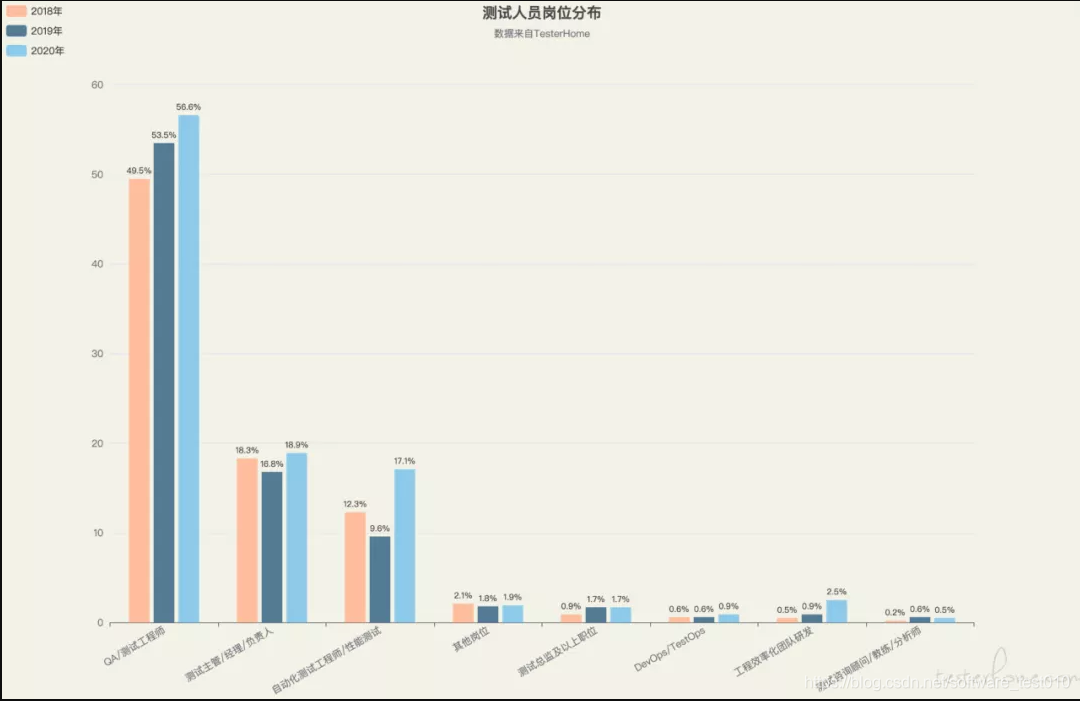 2018年
2019年
2020年
测试人员岗位分布
数据来自TesterHome
60
50
40
30
20
10
0
49.5%
53.5%
56.6%
18.3%
16.8%
18.9%
12.3%
9.6%
17.1%
2.1%
1.8%
1.9%
0.9%
1.7%
1.7%
0.6%
0.6%
0.9%
0.5%
0.9%
2.5%
0.2%
0.6%
0.5%
QA/测试工程师
测试主管/经理/负责人
自动化测试工程师/性能测试
其他岗位
测试总监及以上职位
DevOps/TestOps
工程效率化团队研发
测试咨询顾问/教练/分析师
testerhome.com
https://blog.csdn.net/software_test010